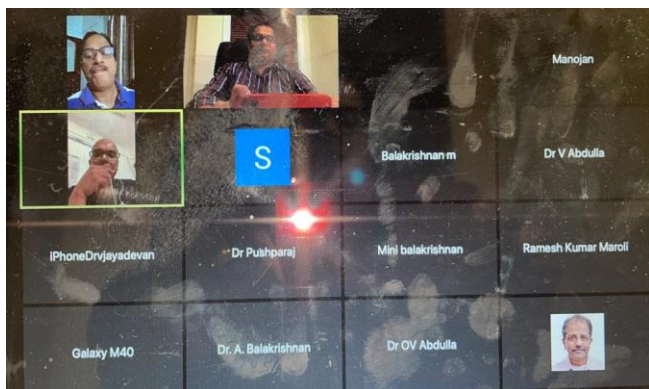 Manojan
S
Balakrishnan m
Dr V Abdulla
iPhoneDrvjayadevan
Dr Pushparaj
Mini balakrishnan
Ramesh Kumar Maroli
Galaxy M40
Dr. A. Balakrishnan
Dr OV Abdulla